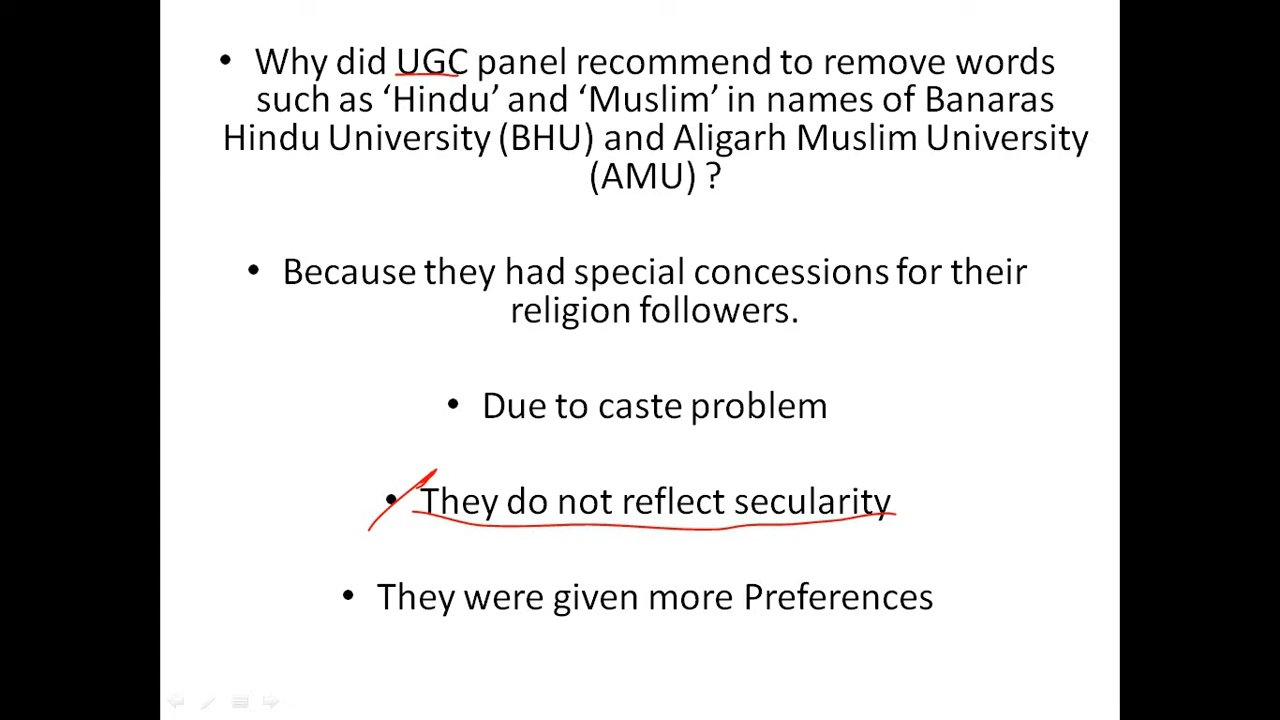 • Why did UGC panel recommend to remove words
such as ‘Hindu’ and ‘Muslim’ in names of Banaras
Hindu University (BHU) and Aligarh Muslim University
(AMU) ?
• Because they had special concessions for their
religion followers.
• Due to caste problem
• They do not reflect secularity
• They were given more Preferences